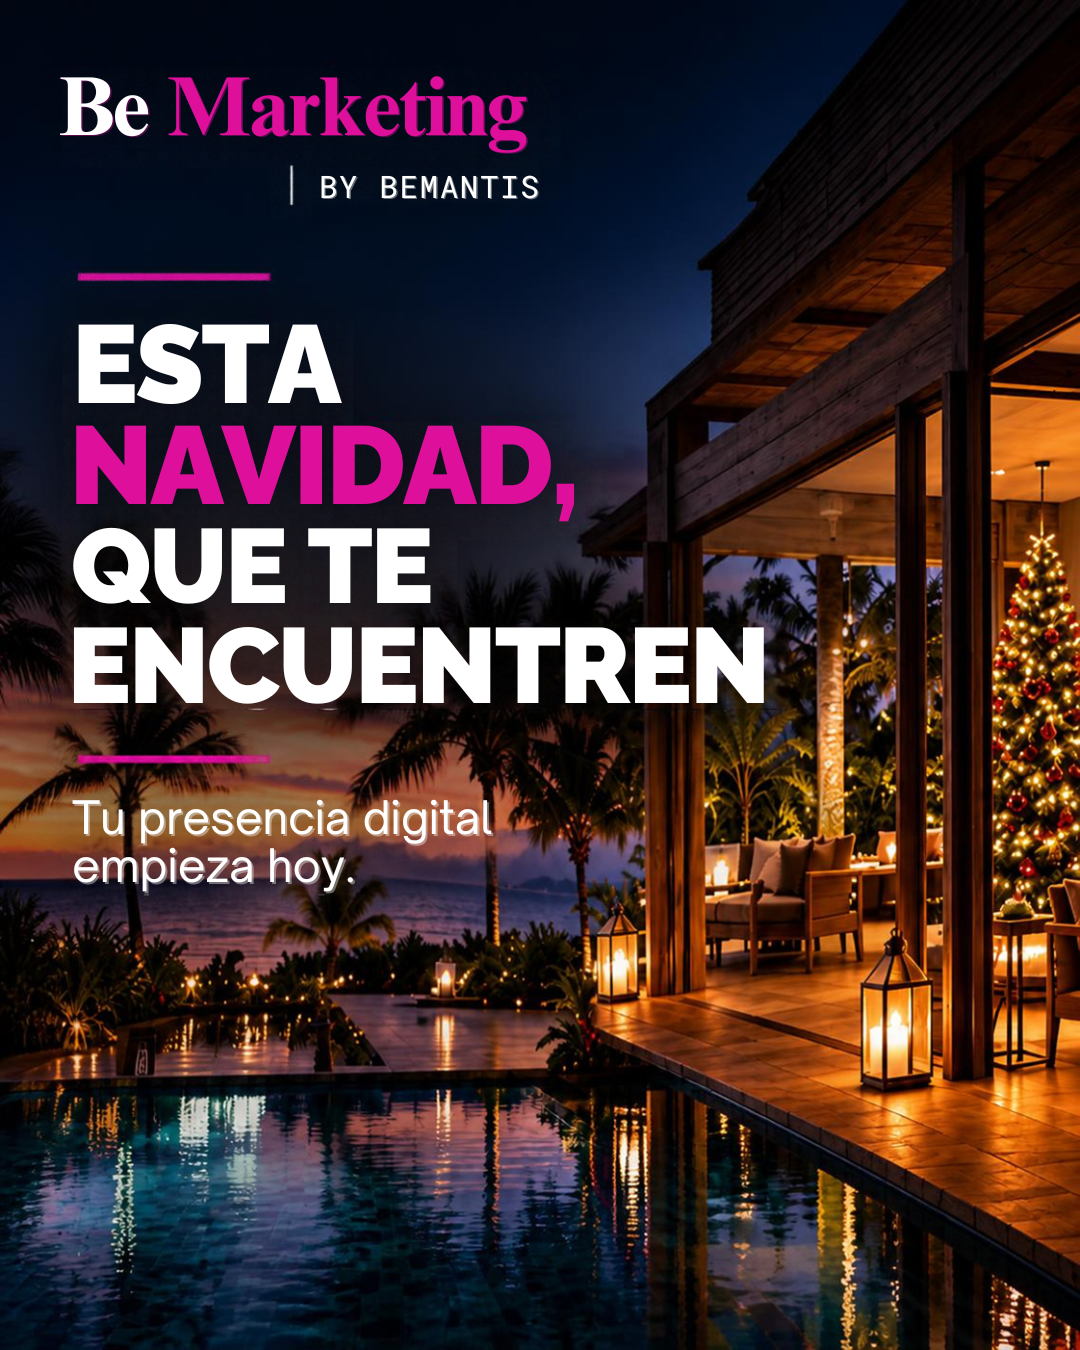 Be Marketing
BY BEMANTIS
ESTA
NAVIDAD,
QUE TE
ENCUENTREN
Tu presencia digital
empieza hoy.